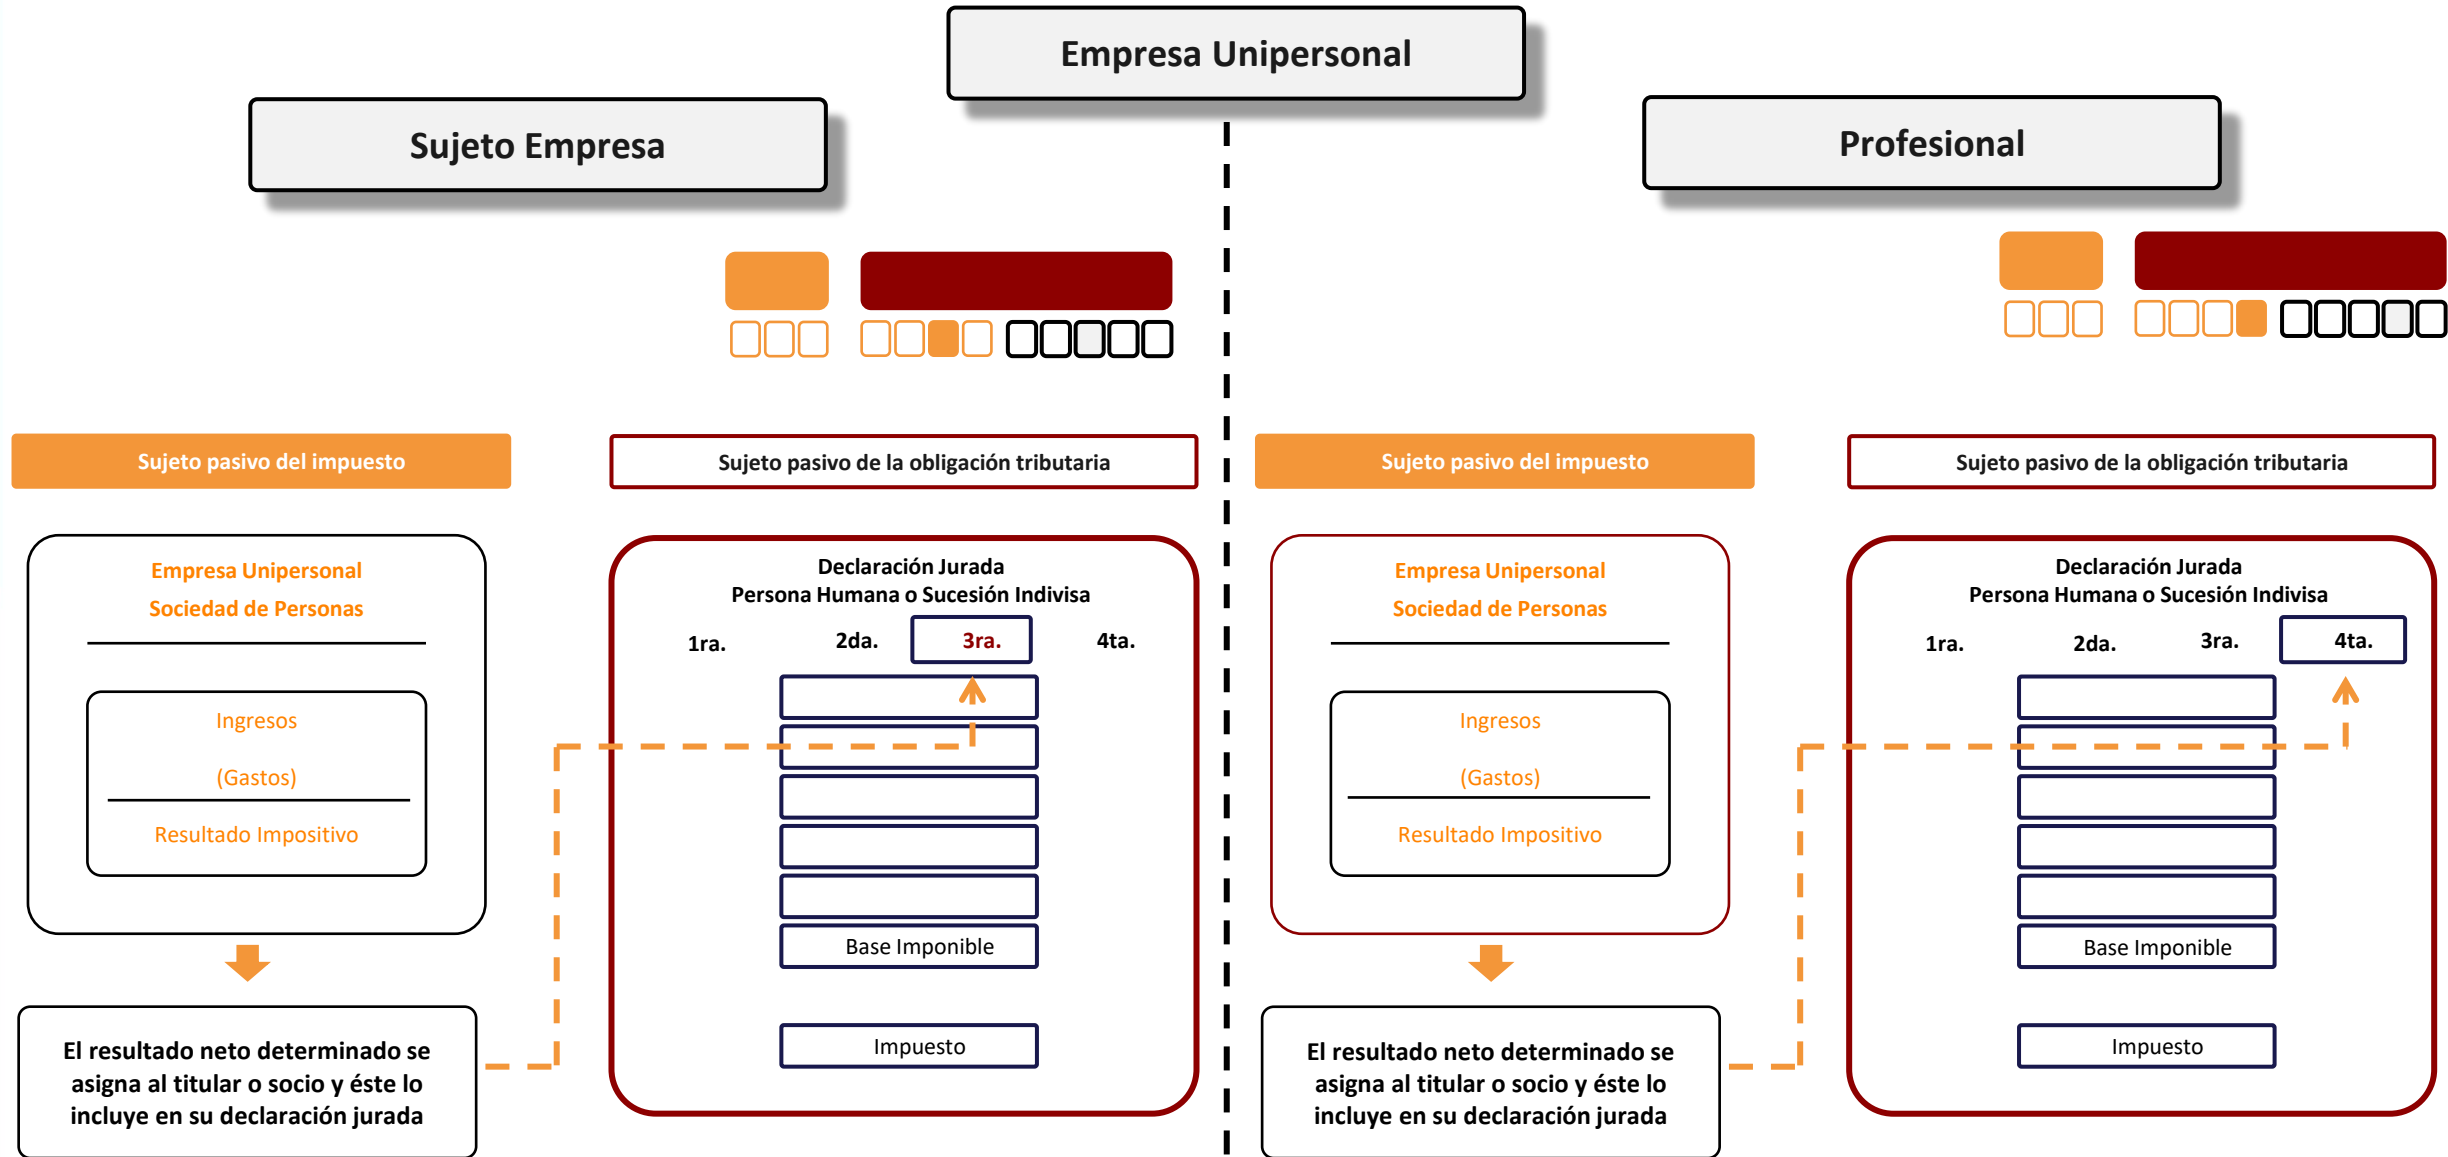 Empresa Unipersonal
Sujeto Empresa
Profesional
Sujeto pasivo del impuesto
Sujeto pasivo de la obligación tributaria
Empresa Unipersonal
Sociedad de Personas
Ingresos
(Gastos)
Resultado Impositivo
El resultado neto determinado se
asigna al titular o socio y éste lo
incluye en su declaración jurada
Declaración Jurada
Persona Humana o Sucesión Indivisa
1ra. 2da. 3ra. 4ta.
Base Imponible
Impuesto
Sujeto pasivo del impuesto
Sujeto pasivo de la obligación tributaria
Empresa Unipersonal
Sociedad de Personas
Ingresos
(Gastos)
Resultado Impositivo
El resultado neto determinado se
asigna al titular o socio y éste lo
incluye en su declaración jurada
Declaración Jurada
Persona Humana o Sucesión Indivisa
1ra. 2da. 3ra. 4ta.
Base Imponible
Impuesto